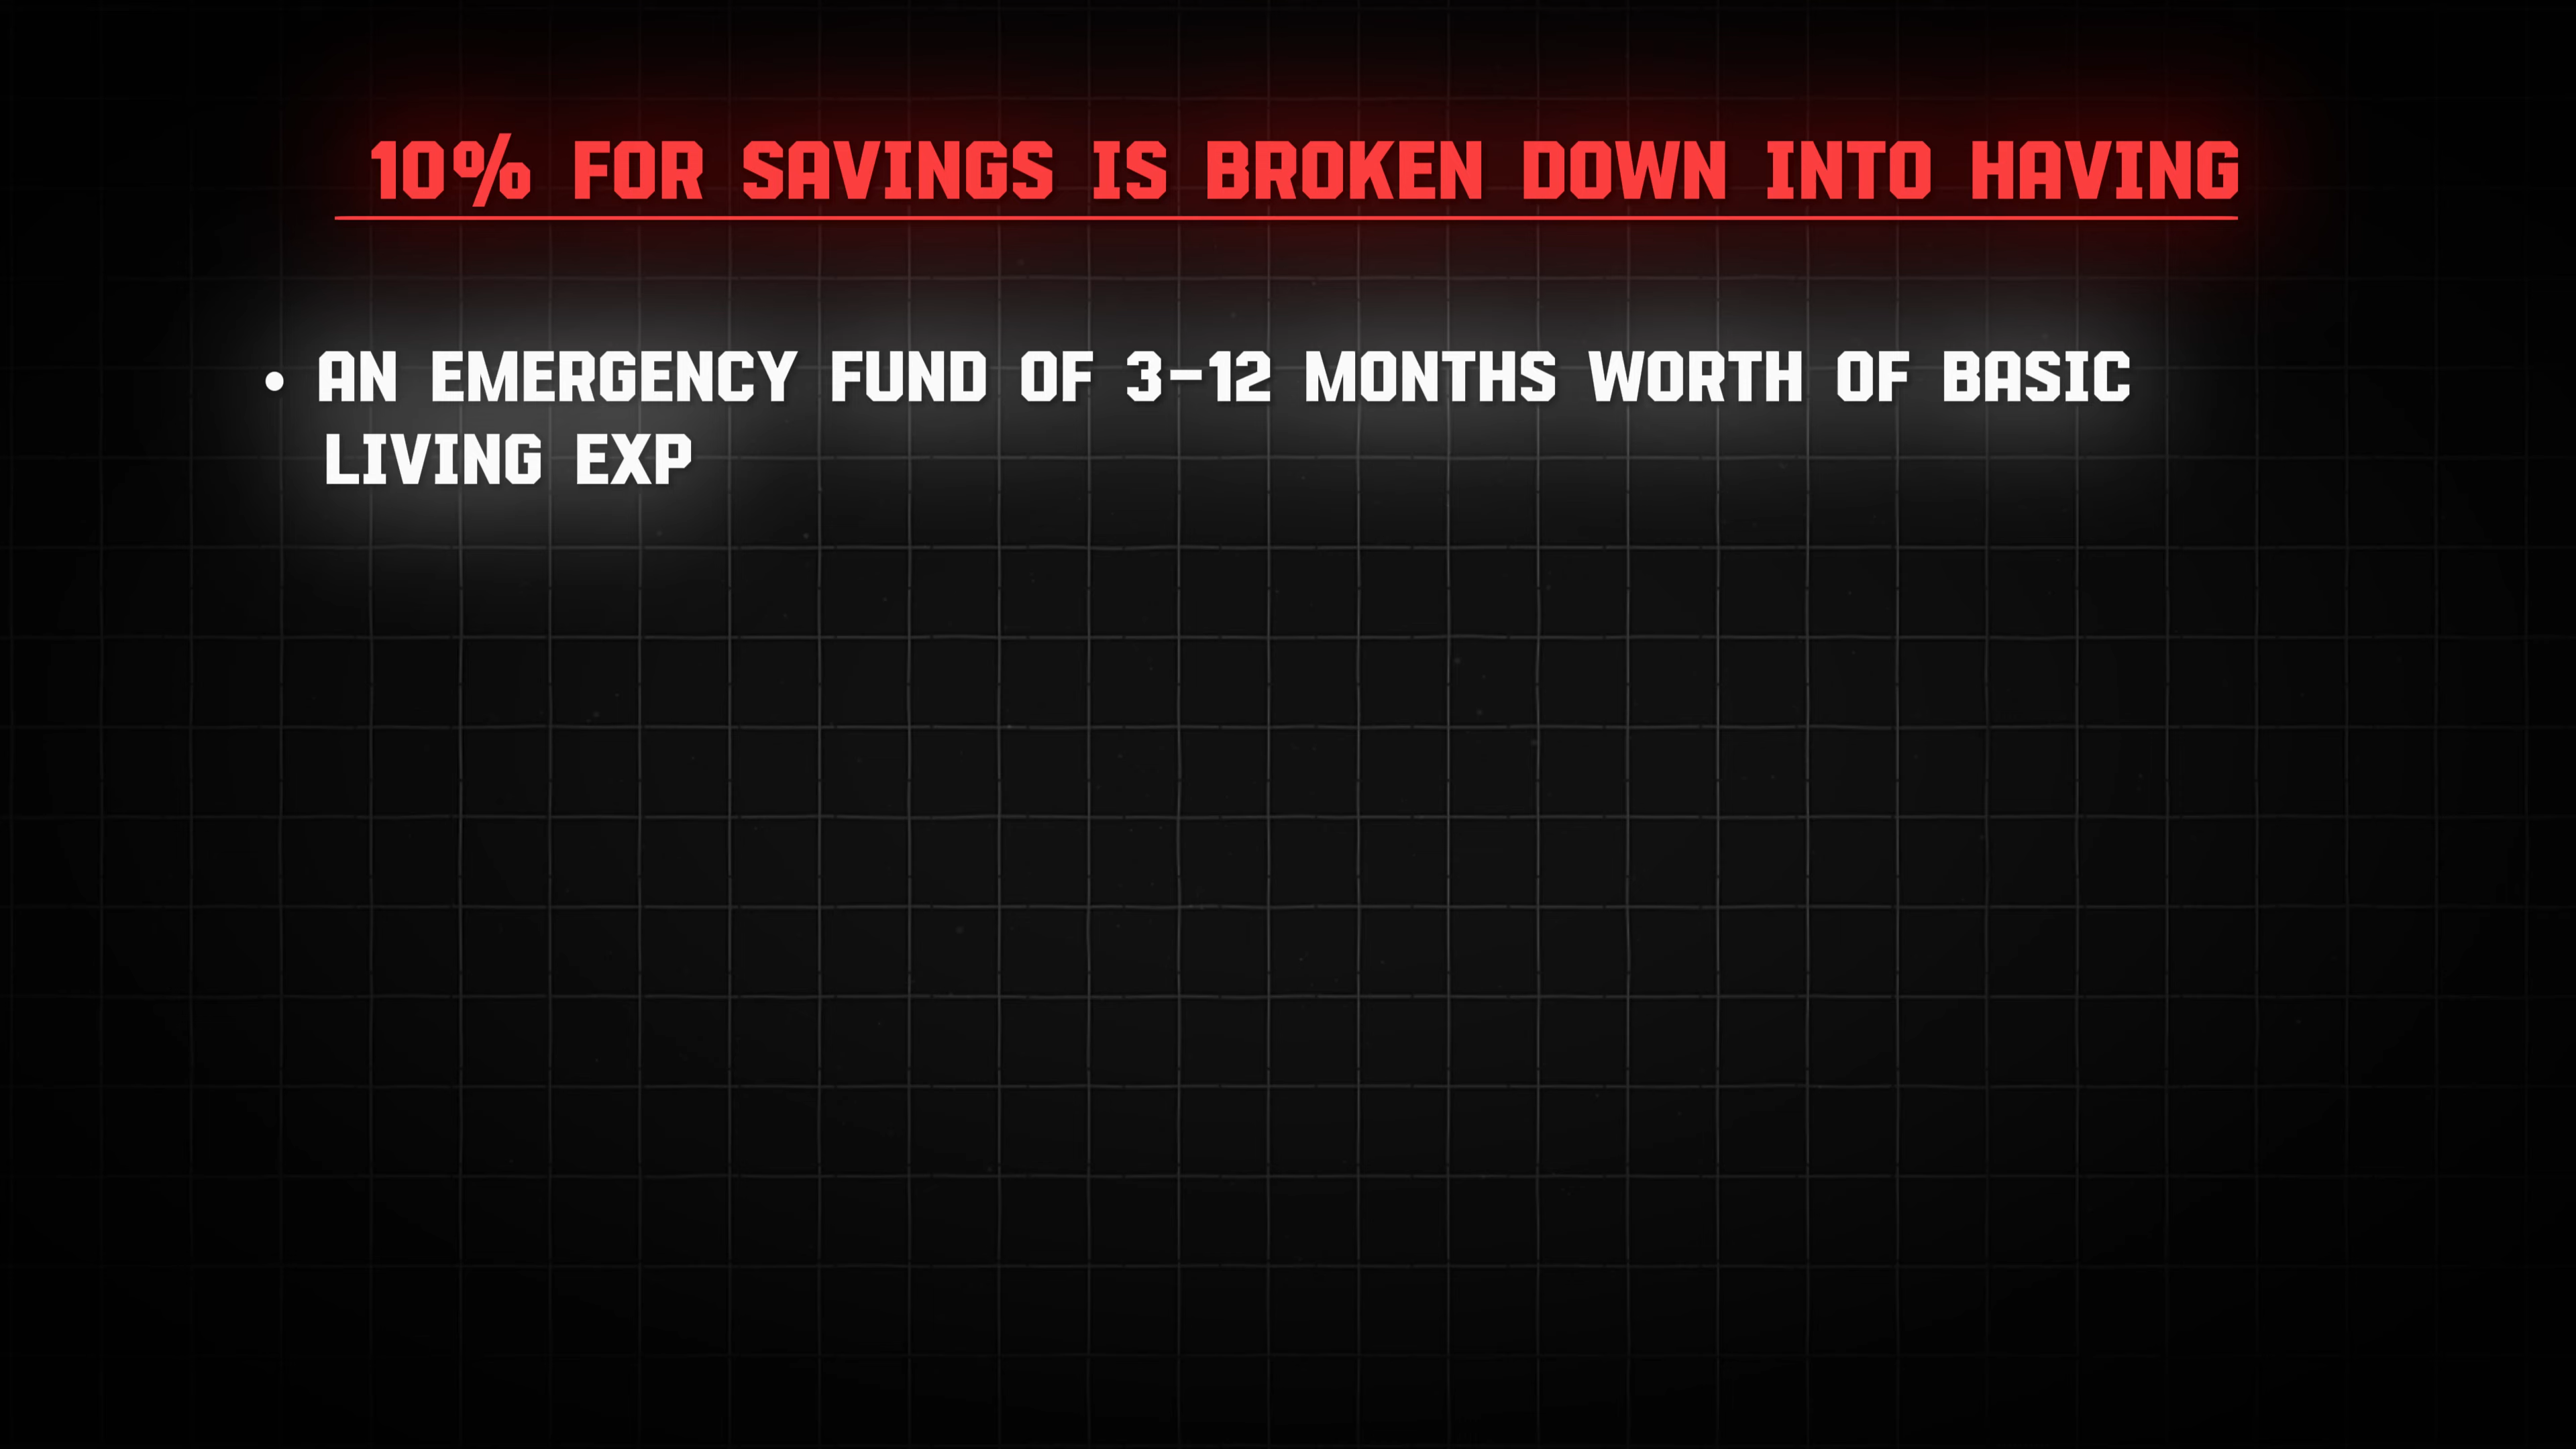 10% FOR SAVINGS IS BROKEN DOWN INTO HAVING
• AN EMERGENCY FUND OF 3-12 MONTHS WORTH OF BASIC
LIVING EXP